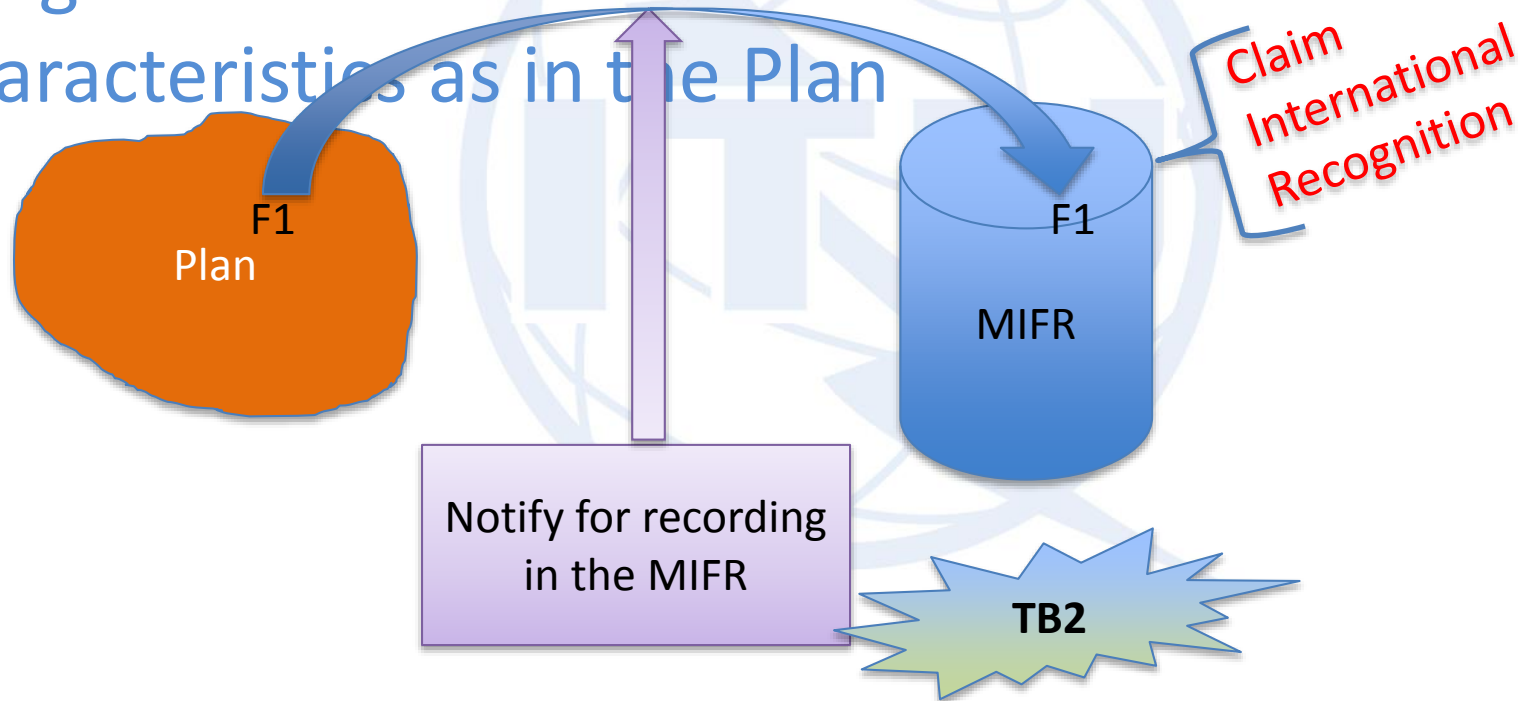 aracteristics as in the Plan
Claim
International
Recognition
F1
Plan
F1
MIFR
Notify for recording
in the MIFR
TB2